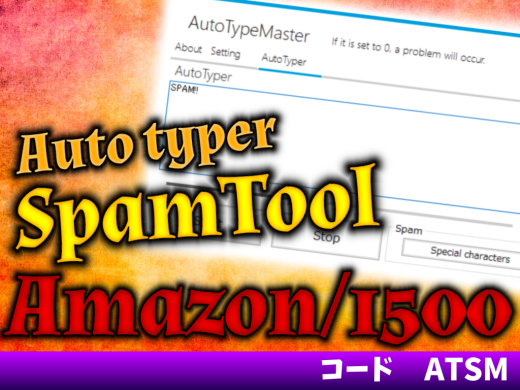 AutoTypeMaster
If it is set to 0, a problem will occur.
About Setting AutoTyper
AutoTyper
SPAM!!
Auto typer
SpamTool
Stop
Spam
Special characters
Amazon/1500
コード ATSM